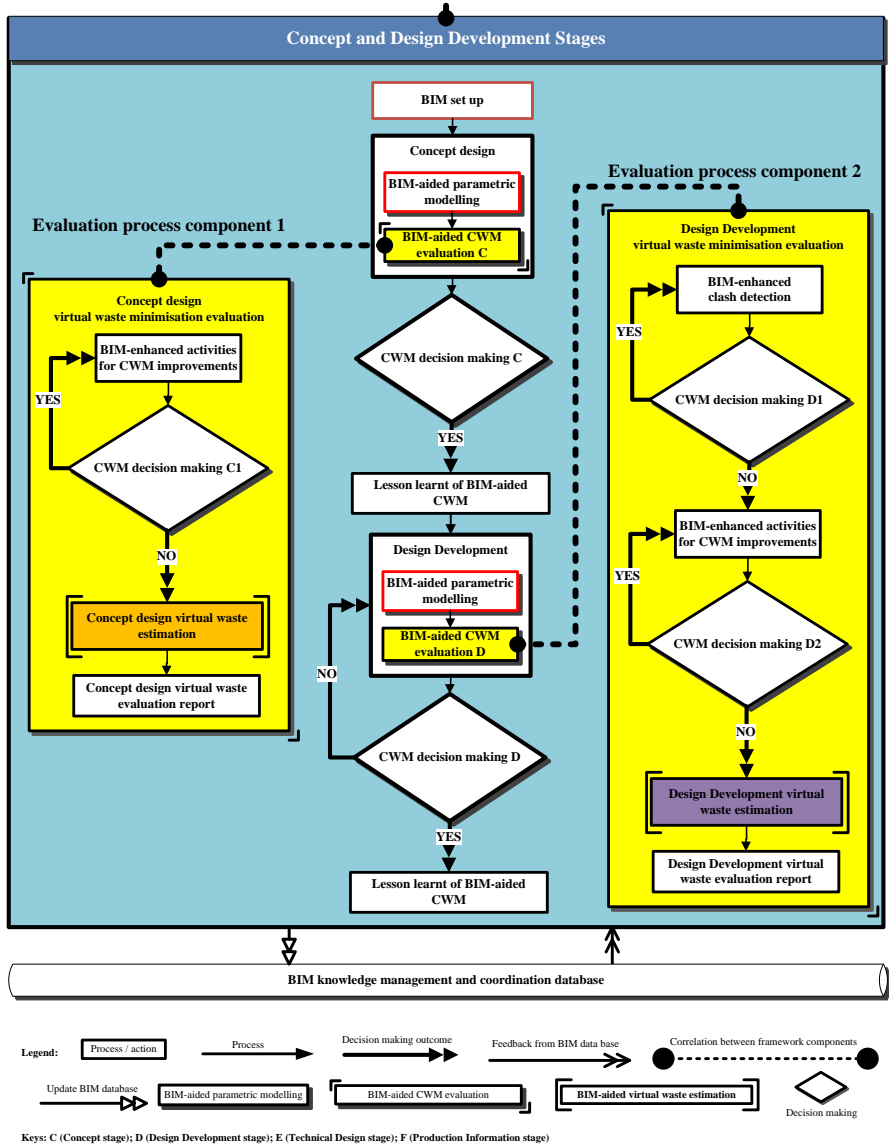 Concept and Design Development Stages
BIM set up
Concept design
BIM-aided parametric
modelling
BIM-aided CWM
evaluation C
Evaluation process component 2
Evaluation process component 1
Concept design
virtual waste minimisation evaluation
BIM-enhanced activities
for CWM improvements
YES
CWM decision making C1
NO
Concept design virtual waste
estimation
Concept design virtual waste
evaluation report
CWM decision making C
YES
Lesson learnt of BIM-aided
CWM
Design Development
BIM-aided parametric
modelling
BIM-aided CWM
evaluation D
NO
CWM decision making D
YES
Lesson learnt of BIM-aided
CWM
Design Development
virtual waste minimisation evaluation
BIM-enhanced
clash detection
YES
CWM decision making D1
NO
BIM-enhanced activities
for CWM improvements
YES
CWM decision making D2
NO
Design Development virtual
waste estimation
Design Development virtual
waste evaluation report
BIM knowledge management and coordination database
Legend:
Process / action
Process
Decision making outcome
Feedback from BIM data base
Correlation between framework components
Update BIM database
BIM-aided parametric modelling
BIM-aided CWM evaluation
BIM-aided virtual waste estimation
Decision making
Keys: C (Concept stage); D (Design Development stage); E (Technical Design stage); F (Production Information stage)